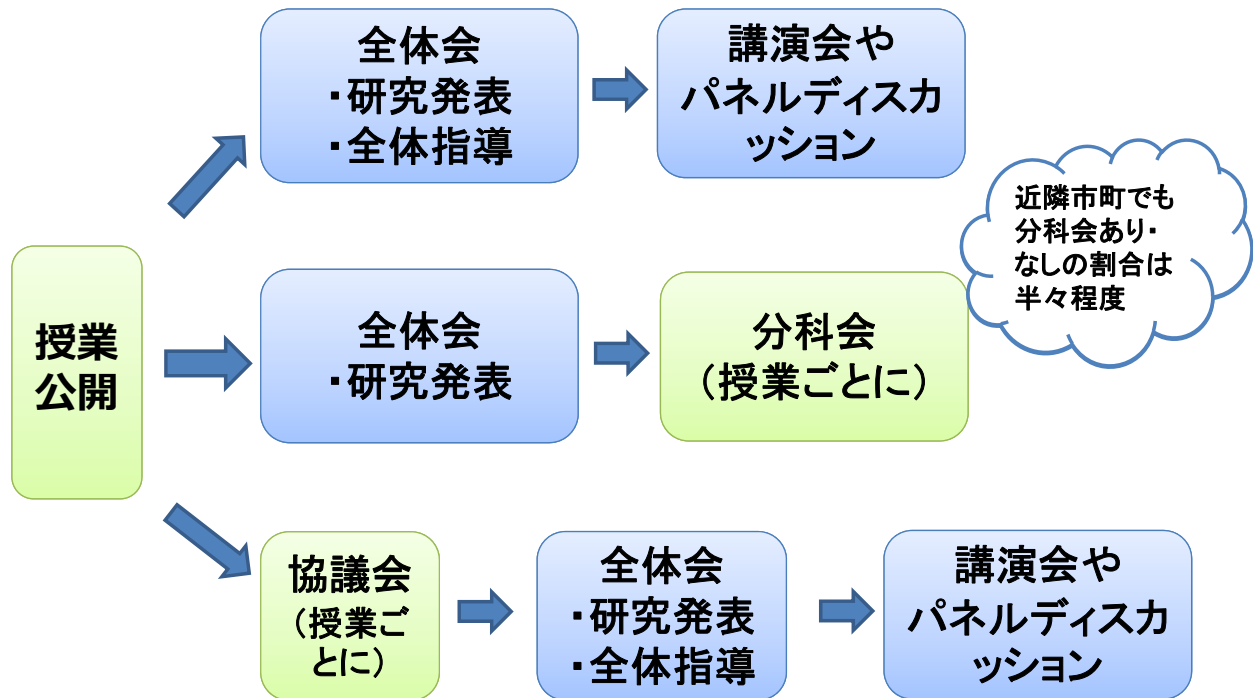 授業
公開
全体会
・研究発表
・全体指導
講演会や
パネルディスカ
ッション
全体会
・研究発表
分科会
(授業ごとに)
近隣市町でも
分科会あり・
なしの割合は
半々程度
協議会
(授業ご
とに)
全体会
・研究発表
・全体指導
講演会や
パネルディスカ
ッション